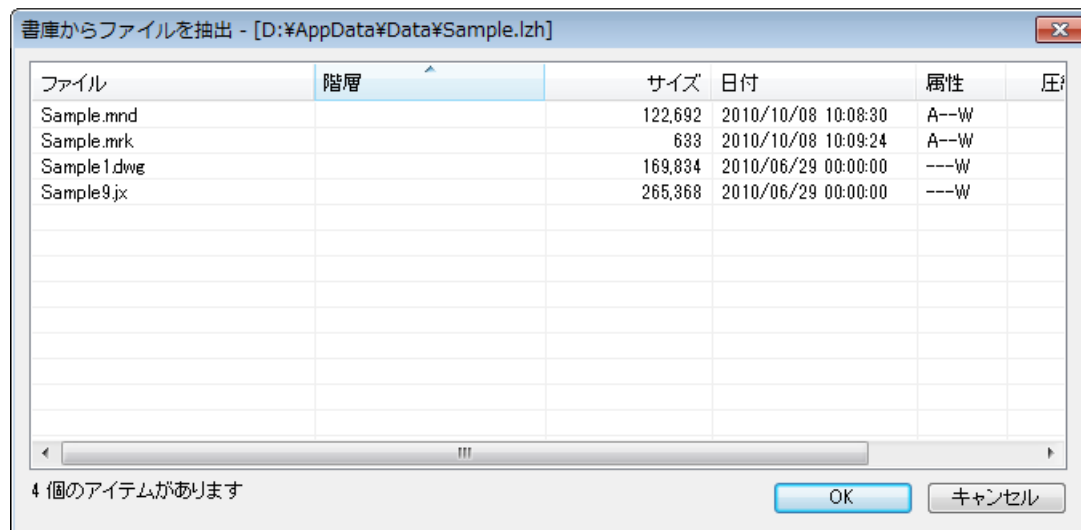 書庫からファイルを抽出 - [D:¥AppData¥Data¥Sample.lzh]
ファイル 階層 サイズ 日付 属性 圧
Sample.mnd 122,692 2010/10/08 10:08:30 A--W
Sample.mrk 633 2010/10/08 10:09:24 A--W
Sample1.dwg 169,834 2010/06/29 00:00:00 ---W
Sample9.jx 265,368 2010/06/29 00:00:00 ---W
4 個のアイテムがあります
OK キャンセル